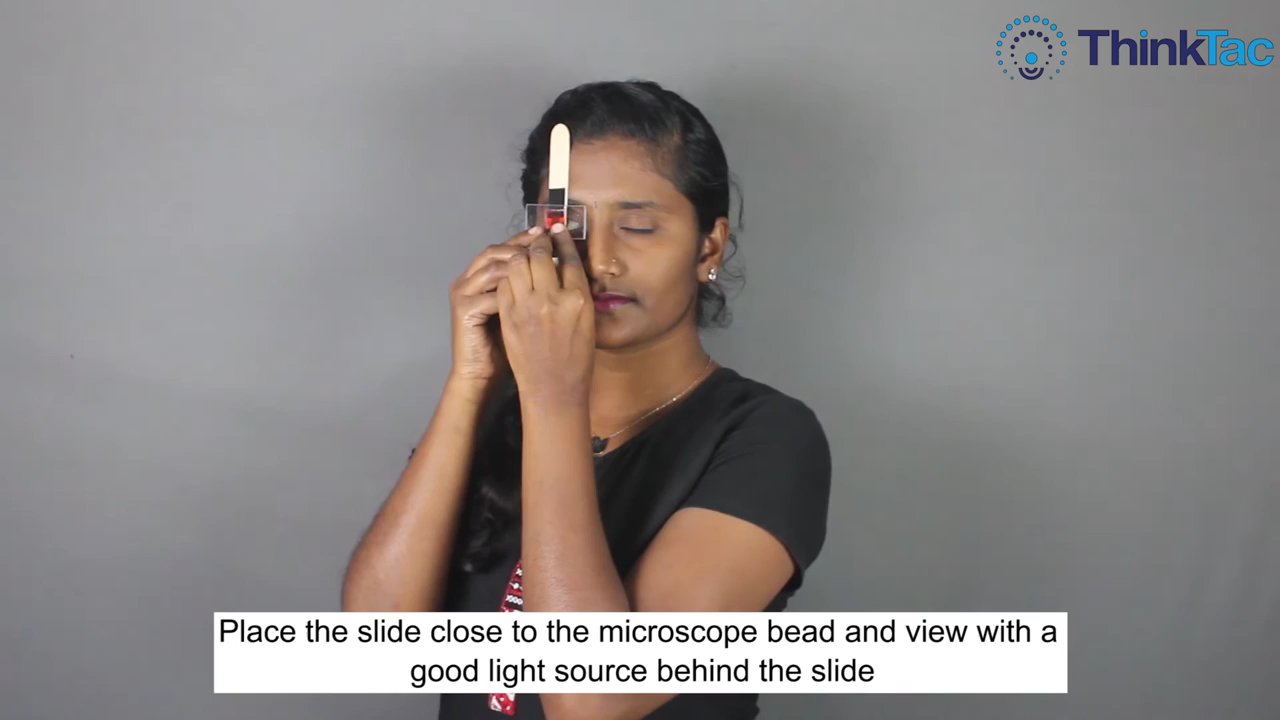 ThinkTac
Place the slide close to the microscope bead and view with a
good light source behind the slide